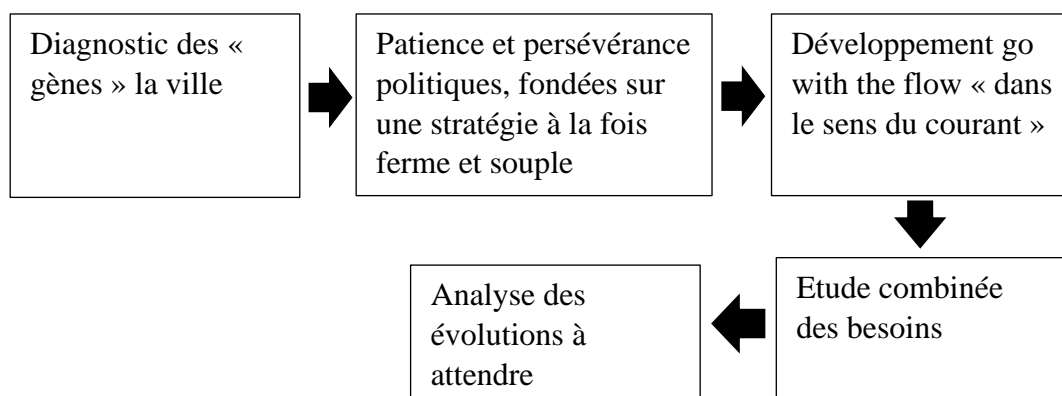 Diagnostic des «
gènes » la ville
Patience et persévérance
politiques, fondées sur
une stratégie à la fois
ferme et souple
Développement go
with the flow « dans
le sens du courant »
Etude combinée
des besoins
Analyse des
évolutions à
attendre